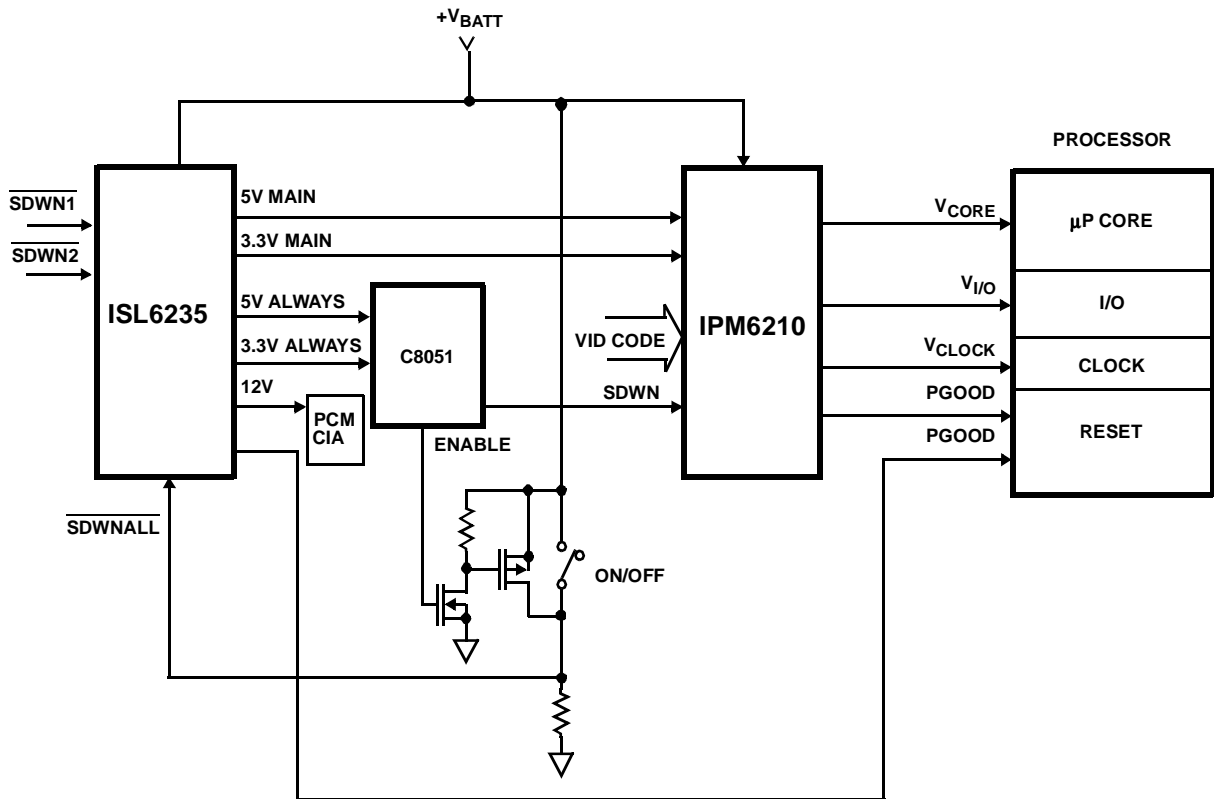 +VBATT
PROCESSOR
SDWN1
SDWN2
ISL6235
5V MAIN
3.3V MAIN
5V ALWAYS
3.3V ALWAYS
12V
C8051
PCM
CIA
ENABLE
SDWNALL
ON/OFF
VID CODE
SDWN
IPM6210
VCORE
VI/O
VCLOCK
PGOOD
PGOOD
μP CORE
I/O
CLOCK
RESET